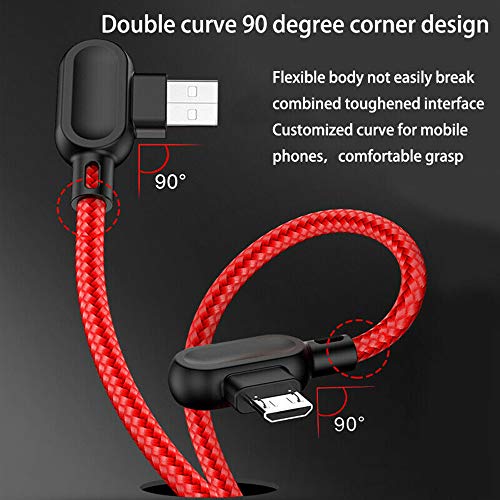 Double curve 90 degree corner design
Flexible body not easily break
combined toughened interface
Customized curve for mobile
phones, comfortable grasp
90°
90°